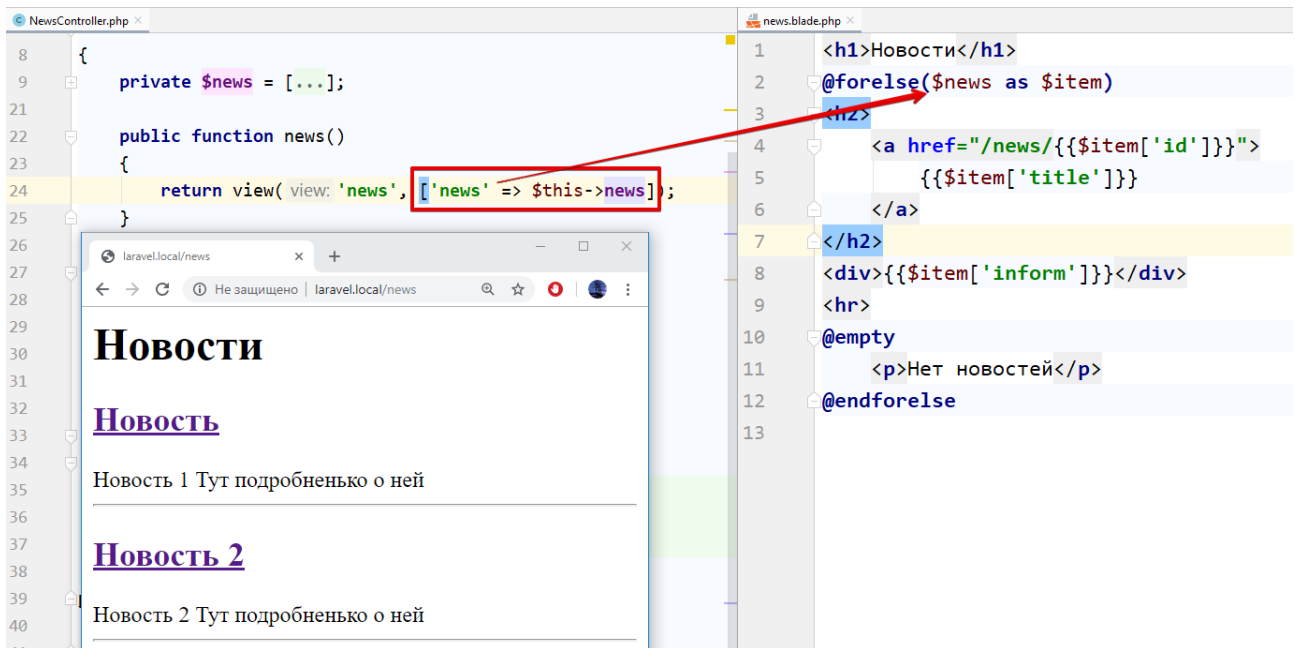 NewsController.php
8 {
9 private $news = [...];
21
22 public function news()
23 {
24 return view( view: 'news', ['news' => $this->news]);
25 }
26
27
28
29
30
31
32
33
34
35
36
37
38
39
40
laravel.local/news
Не защищено | laravel.local/news
Новости
Новость
Новость 1 Тут подробненько о ней
Новость 2
Новость 2 Тут подробненько о ней
news.blade.php
1 <h1>Новости</h1>
2 @forelse($news as $item)
3 <h2>
4 <a href="/news/{{$item['id']}}">
5 {{$item['title']}}
6 </a>
7 </h2>
8 <div>{{$item['inform']}}</div>
9 <hr>
10 @empty
11 <p>Нет новостей</p>
12 @endforelse
13